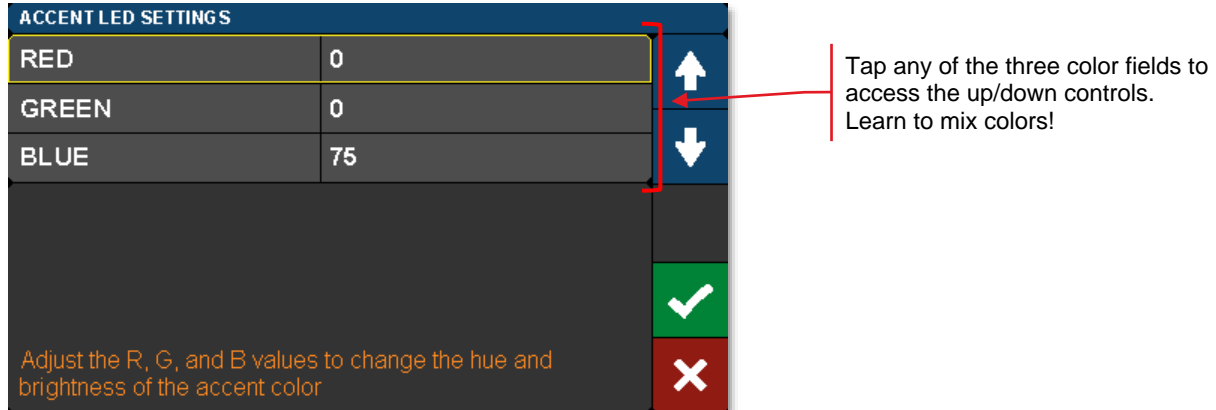 ACCENT LED SETTINGS
RED 0
GREEN 0
BLUE 75
Adjust the R, G, and B values to change the hue and
brightness of the accent color
Tap any of the three color fields to
access the up/down controls.
Learn to mix colors!